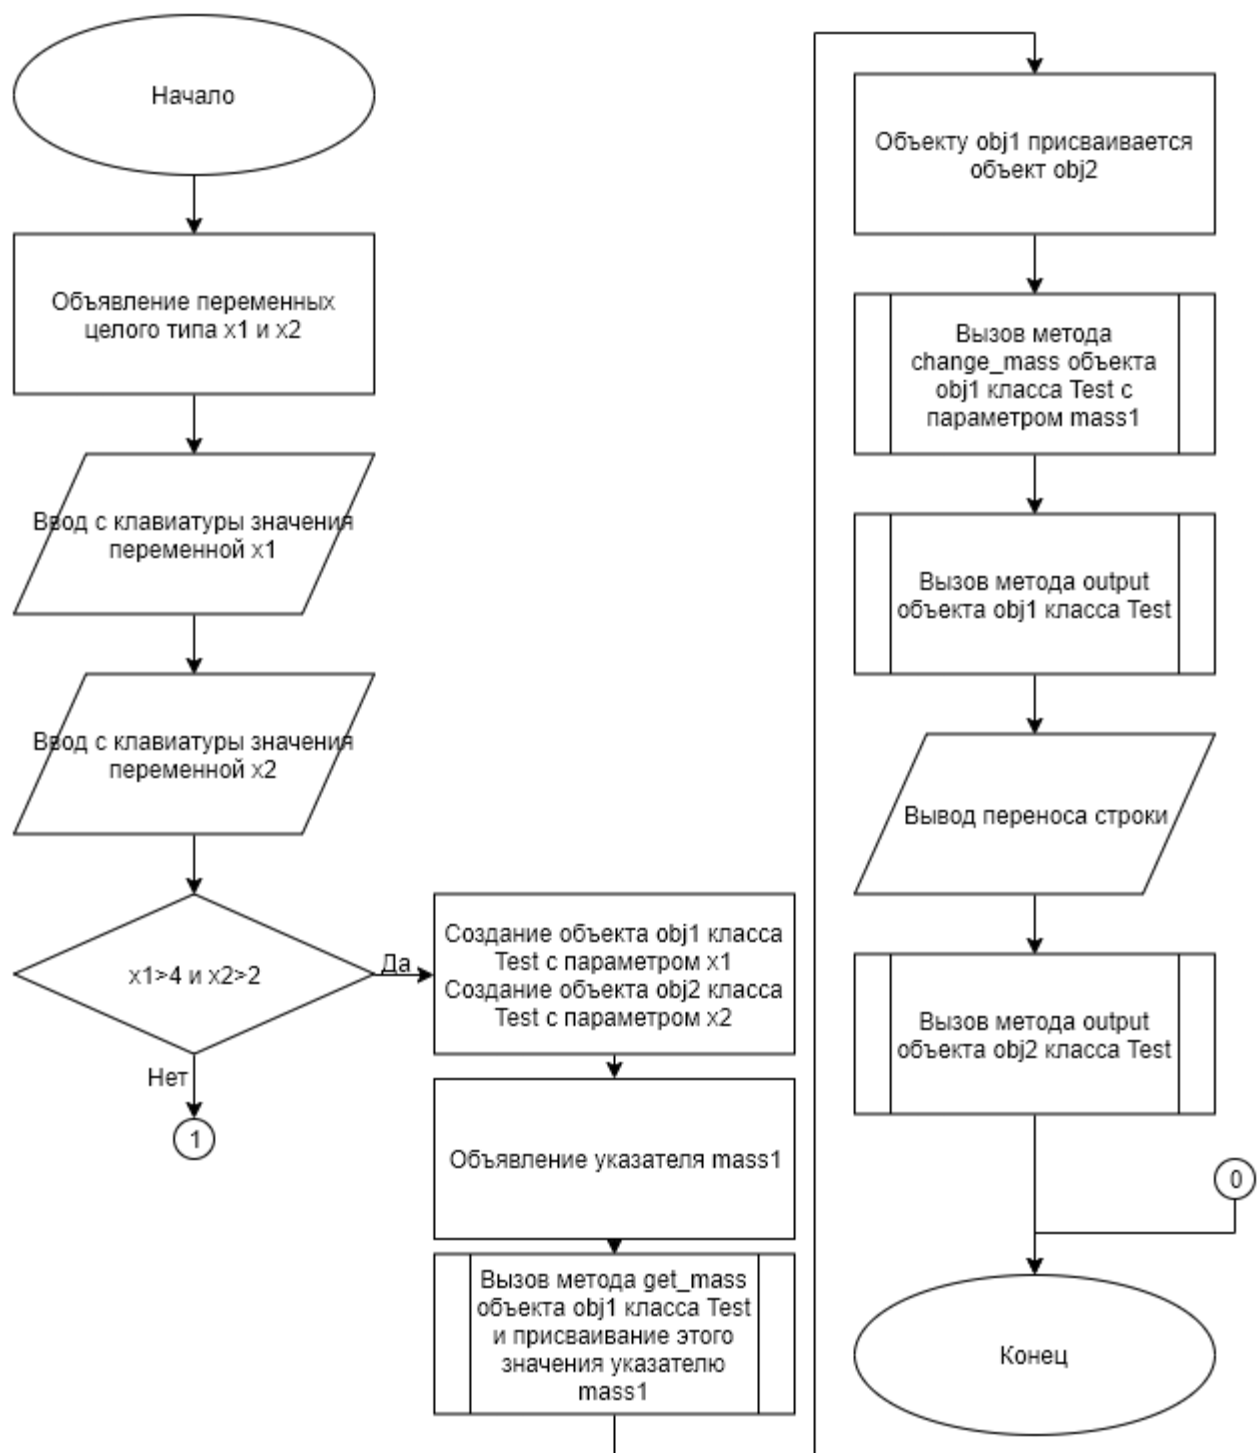 Начало
Объявление переменных
целого типа x1 и x2
Ввод с клавиатуры значения
переменной x1
Ввод с клавиатуры значения
переменной x2
x1>4 и x2>2
Да
Нет
1
Создание объекта obj1 класса
Test с параметром x1
Создание объекта obj2 класса
Test с параметром x2
Объявление указателя mass1
Вызов метода get_mass
объекта obj1 класса Test
и присваивание этого
значения указателю
mass1
Объекту obj1 присваивается
объект obj2
Вызов метода
change_mass объекта
obj1 класса Test с
параметром mass1
Вызов метода output
объекта obj1 класса Test
Вывод переноса строки
Вызов метода output
объекта obj2 класса Test
0
Конец